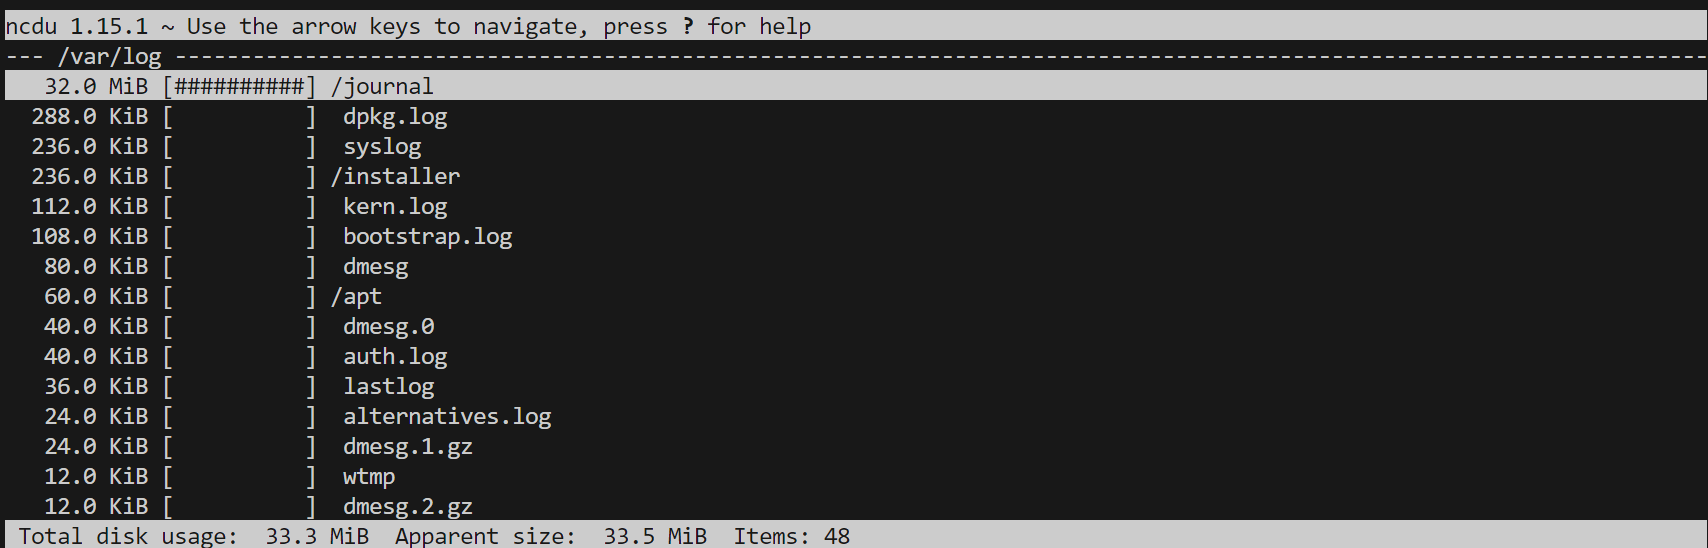 ncdu 1.15.1 ~ Use the arrow keys to navigate, press ? for help
--- /var/log ----------------------------------------------------------------------------------------------------------------------
   32.0 MiB [##########] /journal
  288.0 KiB [          ]  dpkg.log
  236.0 KiB [          ]  syslog
  236.0 KiB [          ] /installer
  112.0 KiB [          ]  kern.log
  108.0 KiB [          ]  bootstrap.log
   80.0 KiB [          ]  dmesg
   60.0 KiB [          ] /apt
   40.0 KiB [          ]  dmesg.0
   40.0 KiB [          ]  auth.log
   36.0 KiB [          ]  lastlog
   24.0 KiB [          ]  alternatives.log
   24.0 KiB [          ]  dmesg.1.gz
   12.0 KiB [          ]  wtmp
   12.0 KiB [          ]  dmesg.2.gz
 Total disk usage:  33.3 MiB  Apparent size:  33.5 MiB  Items: 48